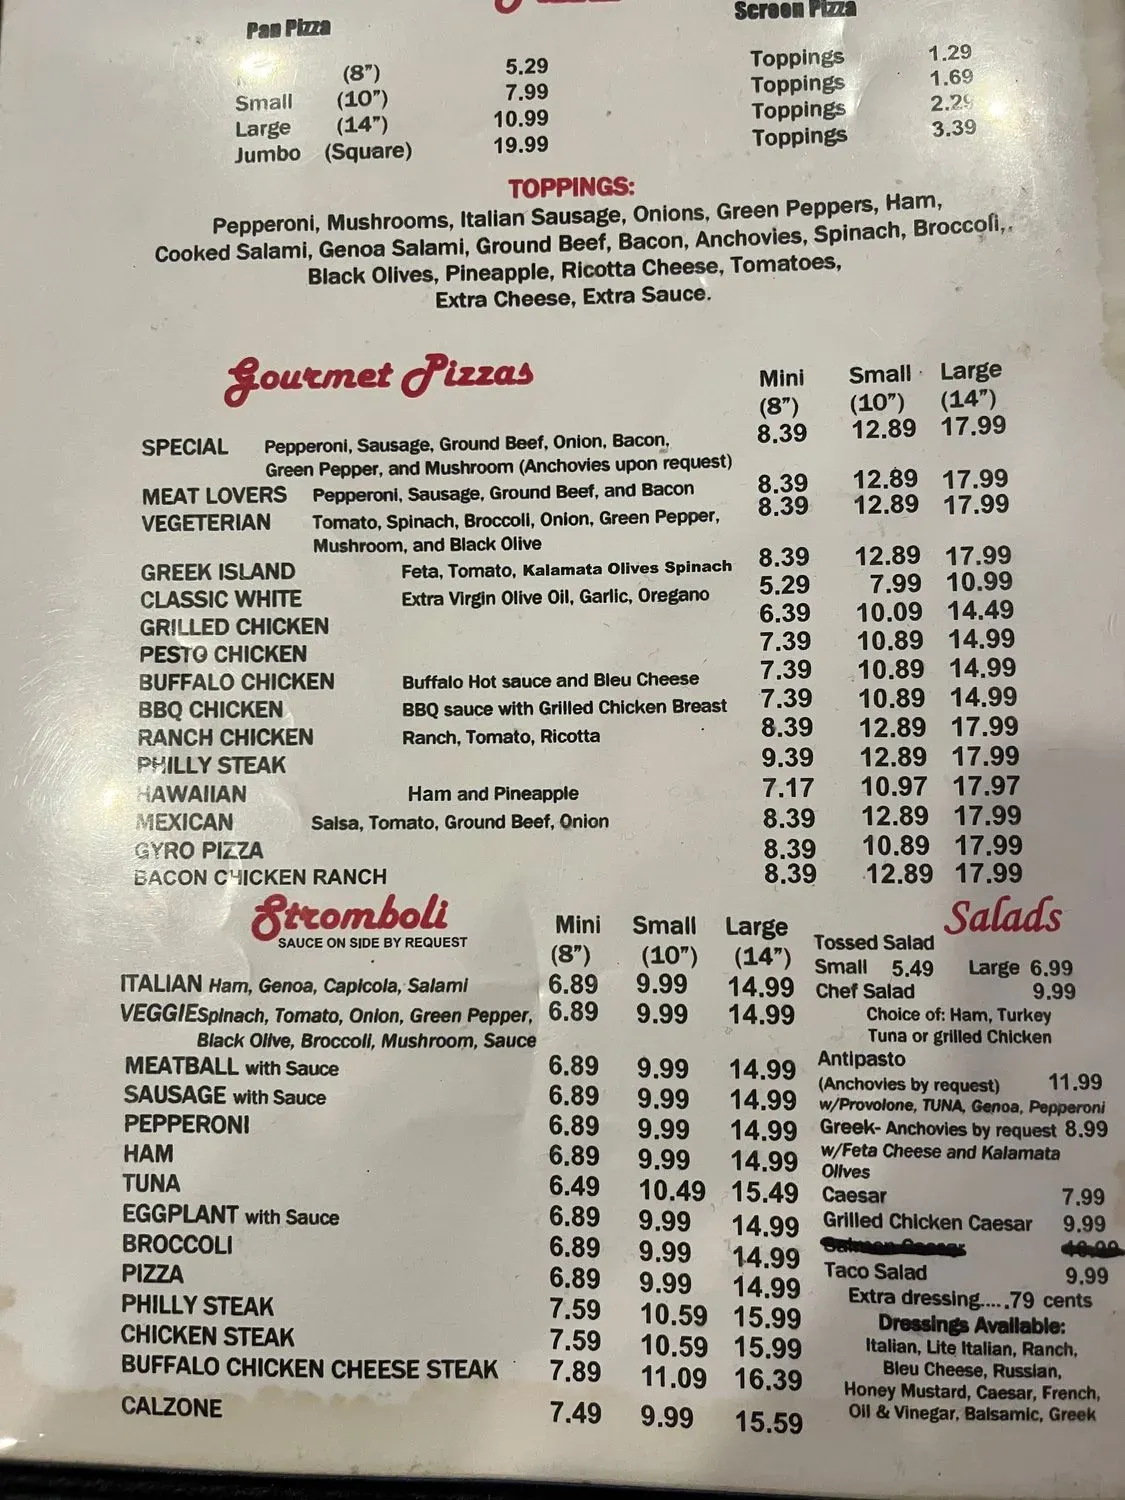 Pan Pizza
Screen Pizza
(8") 5.29 Toppings 1.29
Small (10") 7.99 Toppings 1.69
Large (14") 10.99 Toppings 2.29
Jumbo (Square) 19.99 Toppings 3.39
TOPPINGS:
Pepperoni, Mushrooms, Italian Sausage, Onions, Green Peppers, Ham,
Cooked Salami, Genoa Salami, Ground Beef, Bacon, Anchovies, Spinach, Broccoli,.
Black Olives, Pineapple, Ricotta Cheese, Tomatoes,
Extra Cheese, Extra Sauce.
Gourmet Pizzas
Mini Small Large
(8") (10") (14")
SPECIAL Pepperoni, Sausage, Ground Beef, Onion, Bacon, 8.39 12.89 17.99
Green Pepper, and Mushroom (Anchovies upon request)
MEAT LOVERS Pepperoni, Sausage, Ground Beef, and Bacon 8.39 12.89 17.99
VEGETERIAN Tomato, Spinach, Broccoli, Onion, Green Pepper, 8.39 12.89 17.99
Mushroom, and Black Olive
GREEK ISLAND Feta, Tomato, Kalamata Olives Spinach 8.39 12.89 17.99
CLASSIC WHITE Extra Virgin Olive Oil, Garlic, Oregano 5.29 7.99 10.99
GRILLED CHICKEN 6.39 10.09 14.49
PESTO CHICKEN 7.39 10.89 14.99
BUFFALO CHICKEN Buffalo Hot sauce and Bleu Cheese 7.39 10.89 14.99
BBQ CHICKEN BBQ sauce with Grilled Chicken Breast 7.39 10.89 14.99
RANCH CHICKEN Ranch, Tomato, Ricotta 8.39 12.89 17.99
PHILLY STEAK 9.39 12.89 17.99
HAWAIIAN Ham and Pineapple 7.17 10.97 17.97
MEXICAN Salsa, Tomato, Ground Beef, Onion 8.39 12.89 17.99
GYRO PIZZA 8.39 10.89 17.99
BACON CHICKEN RANCH 8.39 12.89 17.99
Stromboli
SAUCE ON SIDE BY REQUEST
Mini Small Large
(8") (10") (14")
ITALIAN Ham, Genoa, Capicola, Salami 6.89 9.99 14.99
VEGGIE Spinach, Tomato, Onion, Green Pepper, 6.89 9.99 14.99
Black Olive, Broccoli, Mushroom, Sauce
MEATBALL with Sauce 6.89 9.99 14.99
SAUSAGE with Sauce 6.89 9.99 14.99
PEPPERONI 6.89 9.99 14.99
HAM 6.89 9.99 14.99
TUNA 6.49 10.49 15.49
EGGPLANT with Sauce 6.89 9.99 14.99
BROCCOLI 6.89 9.99 14.99
PIZZA 6.89 9.99 14.99
PHILLY STEAK 7.59 10.59 15.99
CHICKEN STEAK 7.59 10.59 15.99
BUFFALO CHICKEN CHEESE STEAK 7.89 11.09 16.39
CALZONE 7.49 9.99 15.59
Salads
Tossed Salad
Small 5.49 Large 6.99
Chef Salad 9.99
Choice of: Ham, Turkey
Tuna or grilled Chicken
Antipasto
(Anchovies by request) 11.99
w/Provolone, TUNA, Genoa, Pepperoni
Greek- Anchovies by request 8.99
w/Feta Cheese and Kalamata
Olives
Caesar 7.99
Grilled Chicken Caesar 9.99
Taco Salad 9.99
Extra dressing.....79 cents
Dressings Available:
Italian, Lite Italian, Ranch,
Bleu Cheese, Russian,
Honey Mustard, Caesar, French,
Oil & Vinegar, Balsamic, Greek